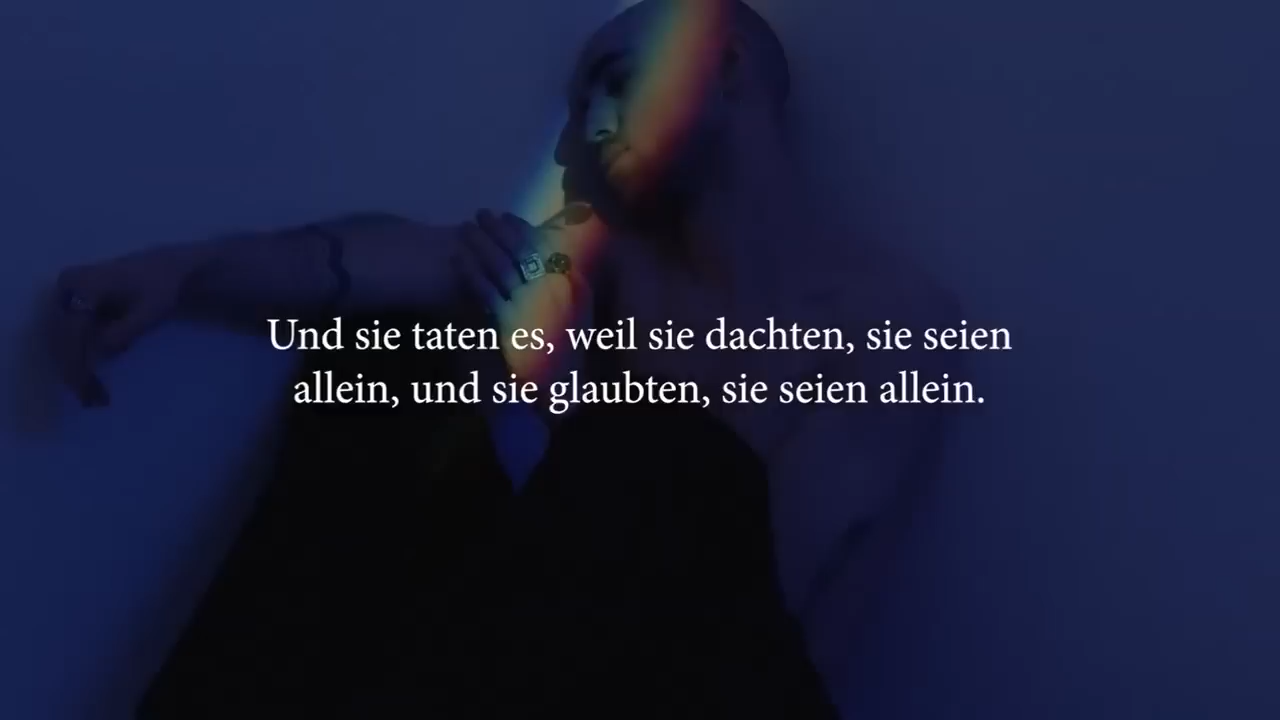 Und sie taten es, weil sie dachten, sie seien
allein, und sie glaubten, sie seien allein.